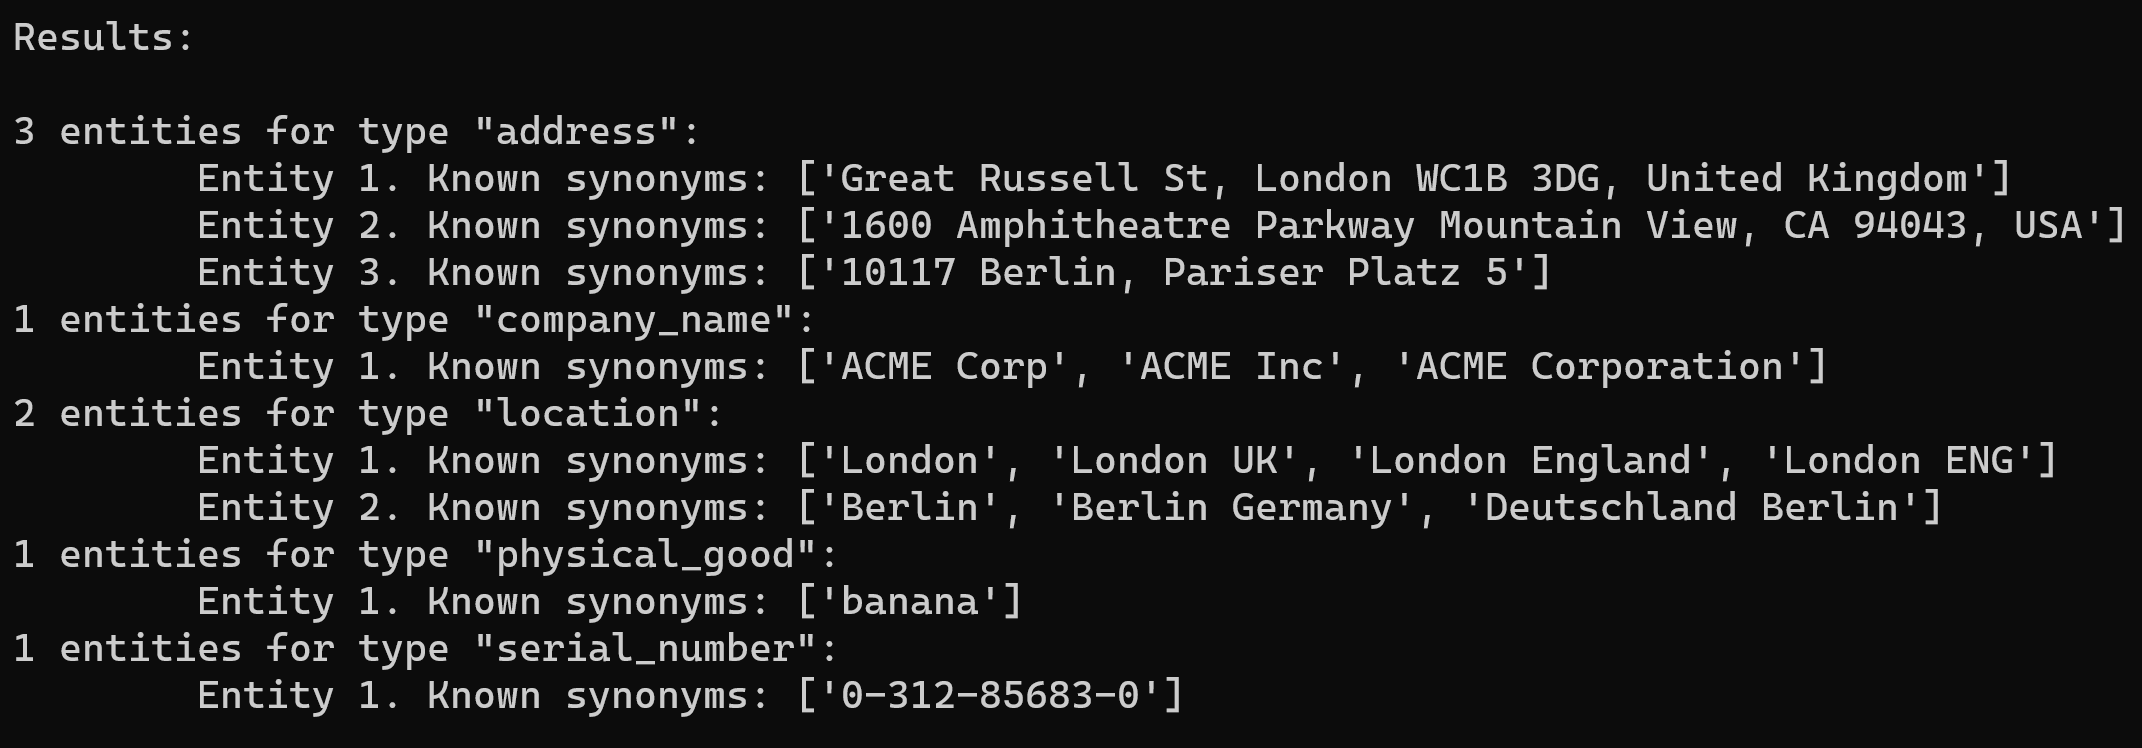 Results:
3 entities for type "address":
Entity 1. Known synonyms: ['Great Russell St, London WC1B 3DG, United Kingdom']
Entity 2. Known synonyms: ['1600 Amphitheatre Parkway Mountain View, CA 94043, USA']
Entity 3. Known synonyms: ['10117 Berlin, Pariser Platz 5']
1 entities for type "company_name":
Entity 1. Known synonyms: ['ACME Corp', 'ACME Inc', 'ACME Corporation']
2 entities for type "location":
Entity 1. Known synonyms: ['London', 'London UK', 'London England', 'London ENG']
Entity 2. Known synonyms: ['Berlin', 'Berlin Germany', 'Deutschland Berlin']
1 entities for type "physical_good":
Entity 1. Known synonyms: ['banana']
1 entities for type "serial_number":
Entity 1. Known synonyms: ['0-312-85683-0']